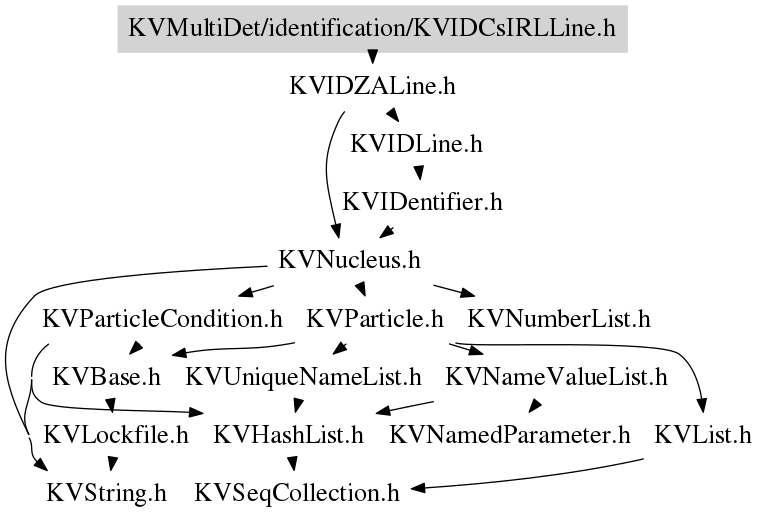 KVMultiDet/identification/KVIDCsIRLLine.h
KVIDZALine.h
KVIDLine.h
KVIDentifier.h
KVNucleus.h
KVParticleCondition.h KVParticle.h KVNumberList.h
KVBase.h KVUniqueNameList.h KVNameValueList.h
KVLockfile.h KVHashList.h KVNamedParameter.h KVList.h
KVString.h KVSeqCollection.h